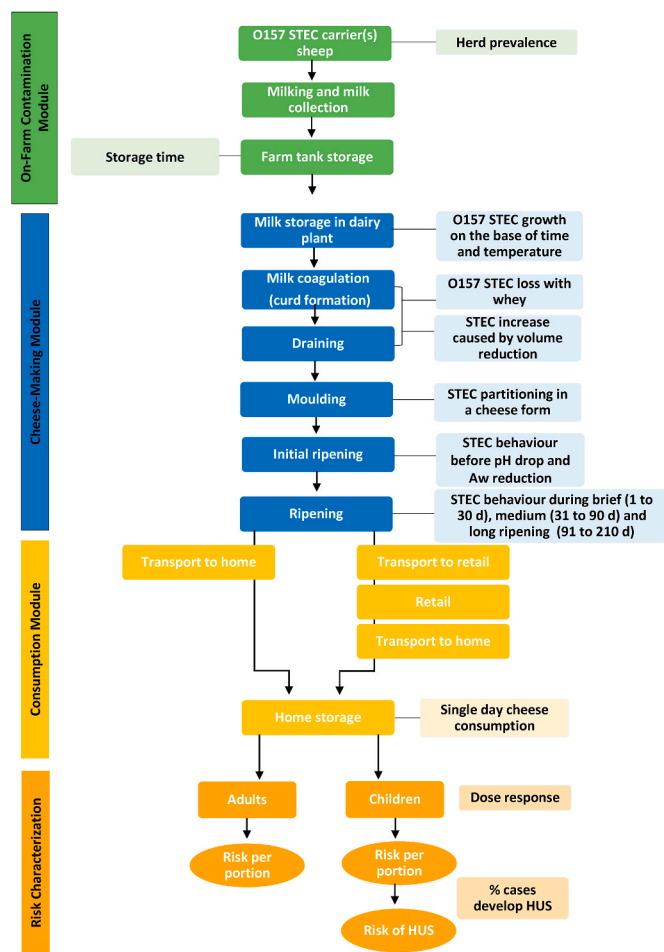 On-Farm Contamination
Module
O157 STEC carrier(s)
sheep
Herd prevalence
Milking and milk
collection
Storage time
Farm tank storage
Cheese-Making Module
Milk storage in dairy
plant
O157 STEC growth
on the base of time
and temperature
Milk coagulation
(curd formation)
O157 STEC loss with
whey
Draining
STEC increase
caused by volume
reduction
Moulding
STEC partitioning in
a cheese form
Initial ripening
STEC behaviour
before pH drop and
Aw reduction
Ripening
STEC behaviour during brief (1 to
30 d), medium (31 to 90 d) and
long ripening (91 to 210 d)
Consumption Module
Transport to home
Transport to retail
Retail
Transport to home
Home storage
Single day cheese
consumption
Risk Characterization
Adults
Children
Dose response
Risk per
portion
Risk per
portion
% cases
develop HUS
Risk of HUS